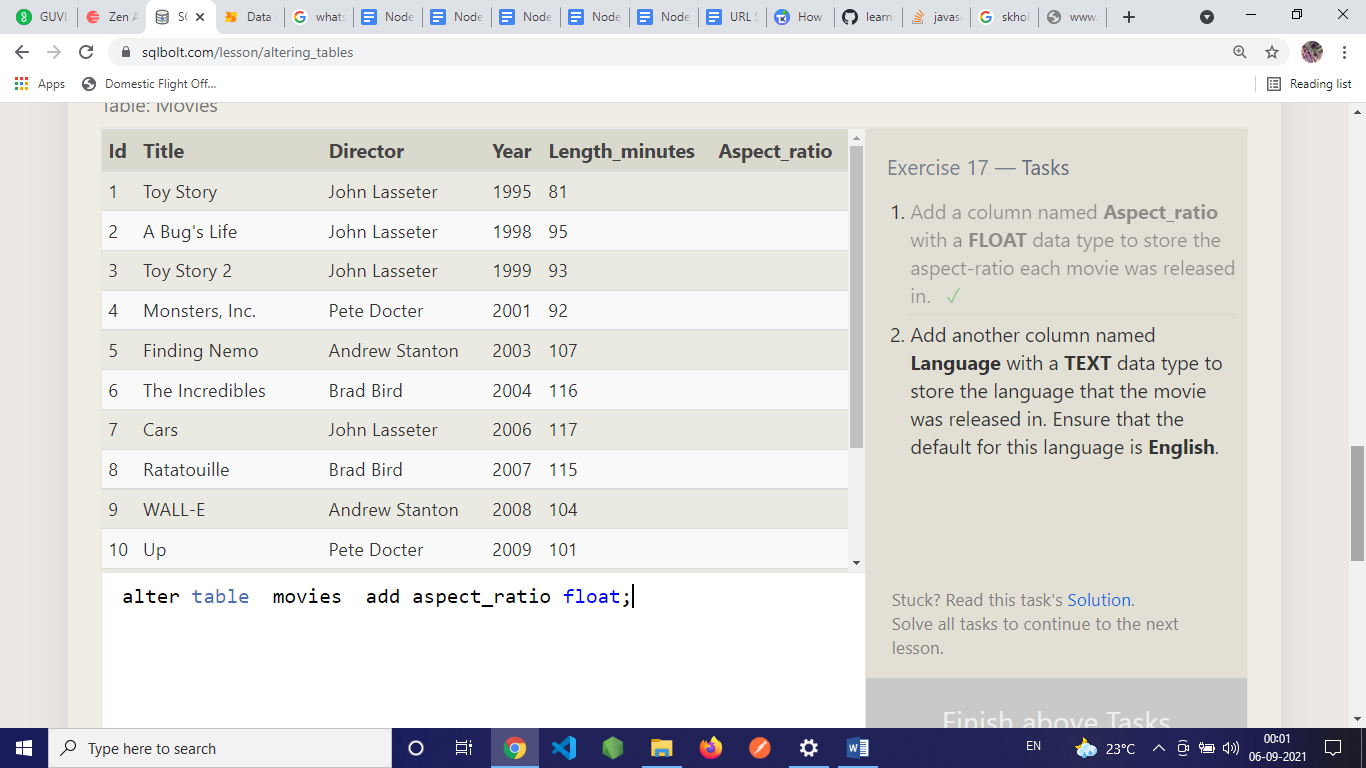 GUVI Zen A SQ Data whats Node Node Node Node Node URL S How learn javas skhol www.
sqlbolt.com/lesson/altering_tables
Apps Domestic Flight Off... Reading list
Table: Movies
Id Title Director Year Length_minutes Aspect_ratio
1 Toy Story John Lasseter 1995 81
2 A Bug's Life John Lasseter 1998 95
3 Toy Story 2 John Lasseter 1999 93
4 Monsters, Inc. Pete Docter 2001 92
5 Finding Nemo Andrew Stanton 2003 107
6 The Incredibles Brad Bird 2004 116
7 Cars John Lasseter 2006 117
8 Ratatouille Brad Bird 2007 115
9 WALL-E Andrew Stanton 2008 104
10 Up Pete Docter 2009 101
alter table movies add aspect_ratio float;
Exercise 17 — Tasks
1. Add a column named Aspect_ratio
with a FLOAT data type to store the
aspect-ratio each movie was released
in. ✓
2. Add another column named
Language with a TEXT data type to
store the language that the movie
was released in. Ensure that the
default for this language is English.
Stuck? Read this task's Solution.
Solve all tasks to continue to the next
lesson.
Finish above Tasks
Type here to search
EN 23°C 00:01
06-09-2021